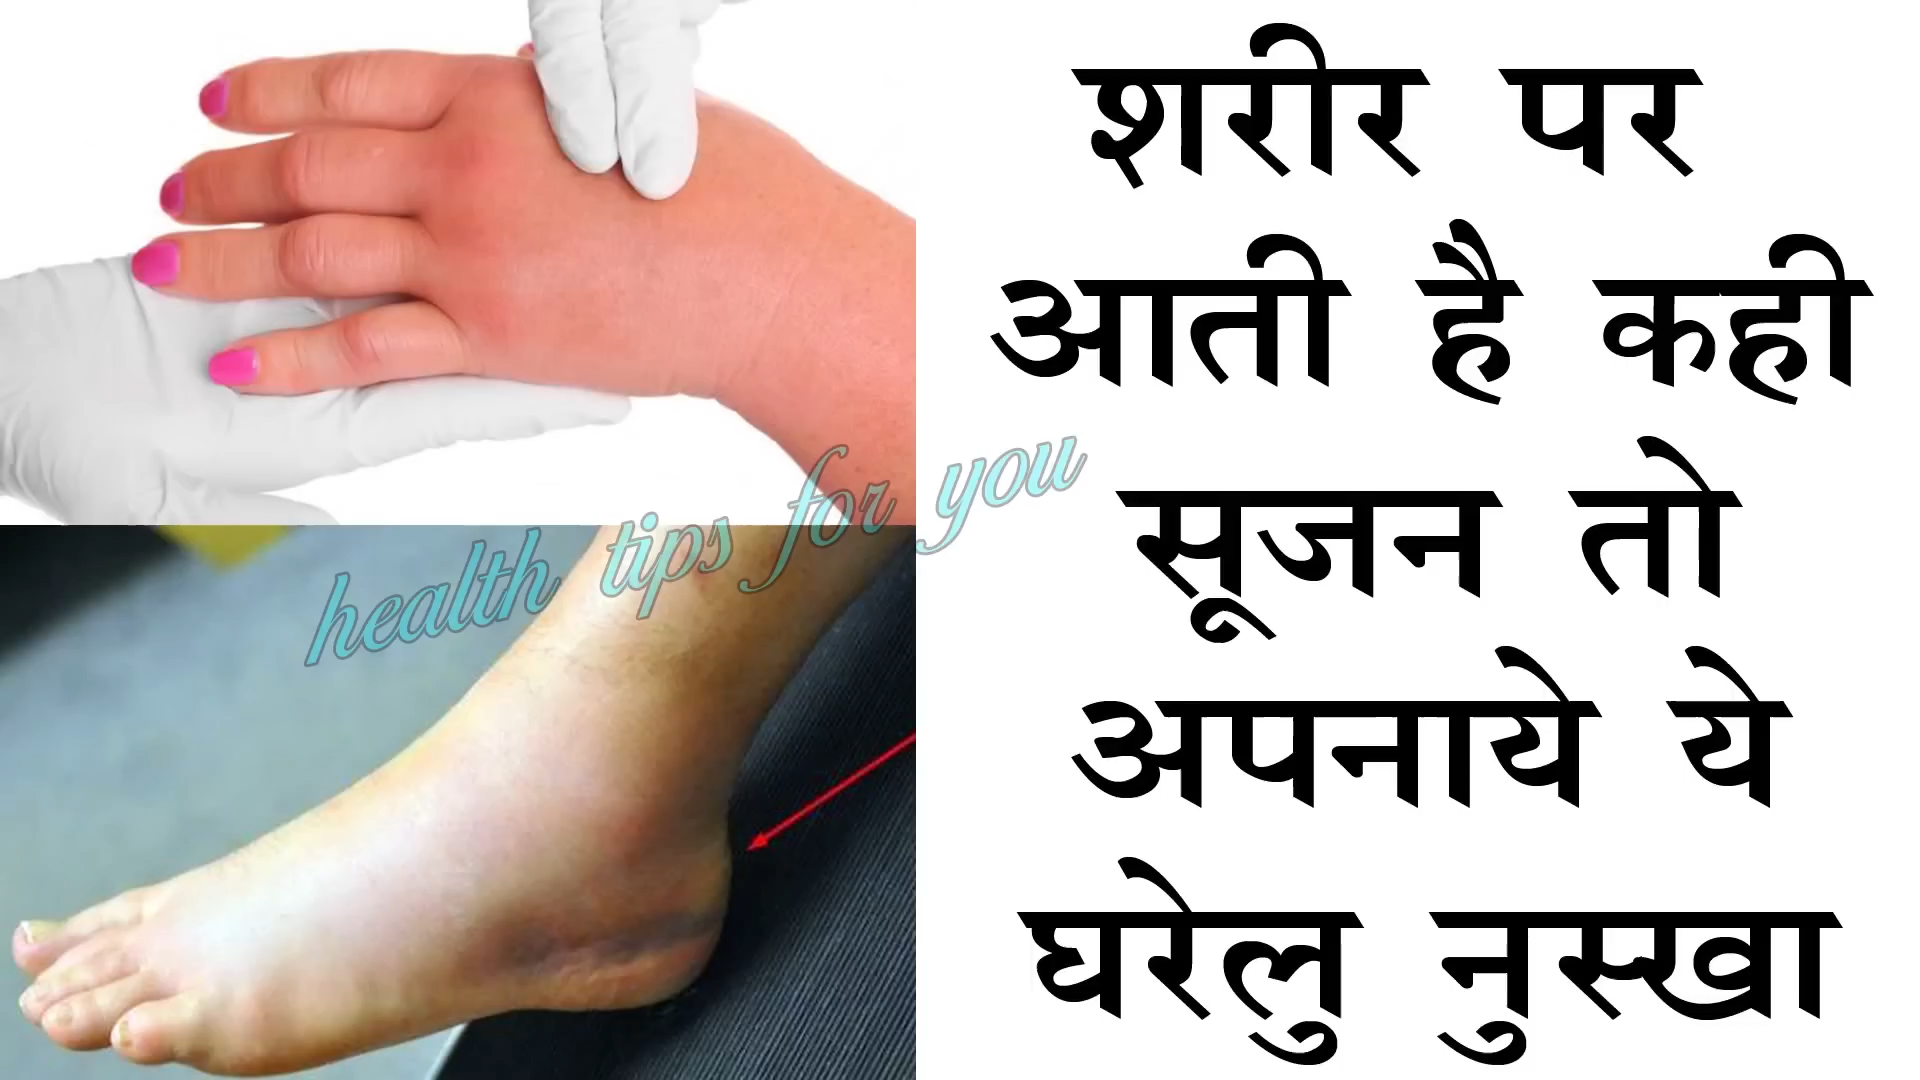 शरीर पर
आती है कही
सूजन तो
अपनाये ये
घरेलु नुस्खा
health tips for you